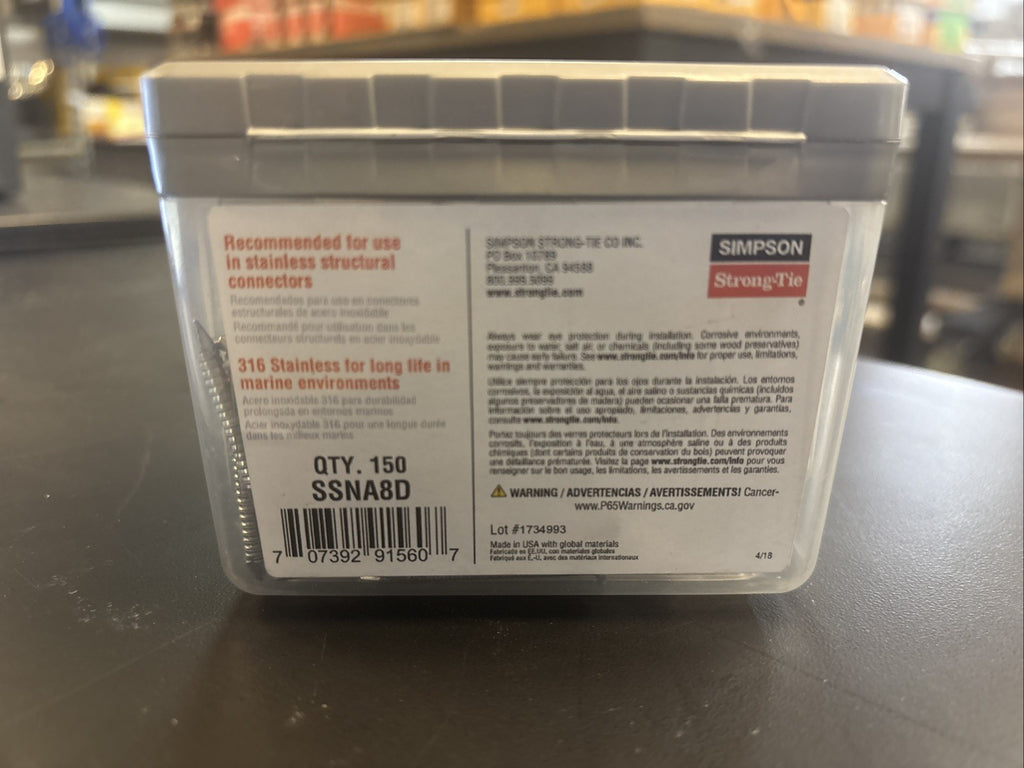 Recommended for use
in stainless structural
connectors
Recomendados para uso en conectores
estructurales de acero inoxidable
Recommandé pour utilisation dans les
connecteurs structurels en acier inoxydable
316 Stainless for long life in
marine environments
Acero inoxidable 316 para durabilidad
prolongada en entornos marinos
Acier inoxydable 316 pour une longue durée
dans les milieux marins
QTY. 150
SSNA8D
7 07392 91560 7
SIMPSON STRONG-TIE CO INC.
PO Box 10789
Pleasanton, CA 94588
800.999.5099
www.strongtie.com
SIMPSON
Strong-Tie
Always wear eye protection during installation. Corrosive environments,
exposure to water, salt air, or chemicals (including some wood preservatives)
may cause early failure. See www.strongtie.com/info for proper use, limitations,
warnings and warranties.
Utilice siempre protección para los ojos durante la instalación. Los entornos
corrosivos, la exposición al agua, el aire salino o sustancias químicas (incluidos
algunos preservadores de madera) pueden ocasionar una falla prematura. Para
información sobre el uso apropiado, limitaciones, advertencias y garantías,
consulte www.strongtie.com/info.
Portez toujours des verres protecteurs lors de l'installation. Des environnements
corrosifs, l'exposition à l'eau, à une atmosphère saline ou à des produits
chimiques (dont certains produits de conservation du bois) peuvent provoquer
une défaillance prématurée. Visitez la page www.strongtie.com/info pour vous
renseigner sur le bon usage, les limitations, les avertissements et les garanties.
WARNING / ADVERTENCIAS / AVERTISSEMENTS! Cancer-
www.P65Warnings.ca.gov
Lot #1734993
Made in USA with global materials
Fabricado en EE.UU. con materiales globales
Fabriqué aux É.-U. avec des matériaux internationaux
4/18